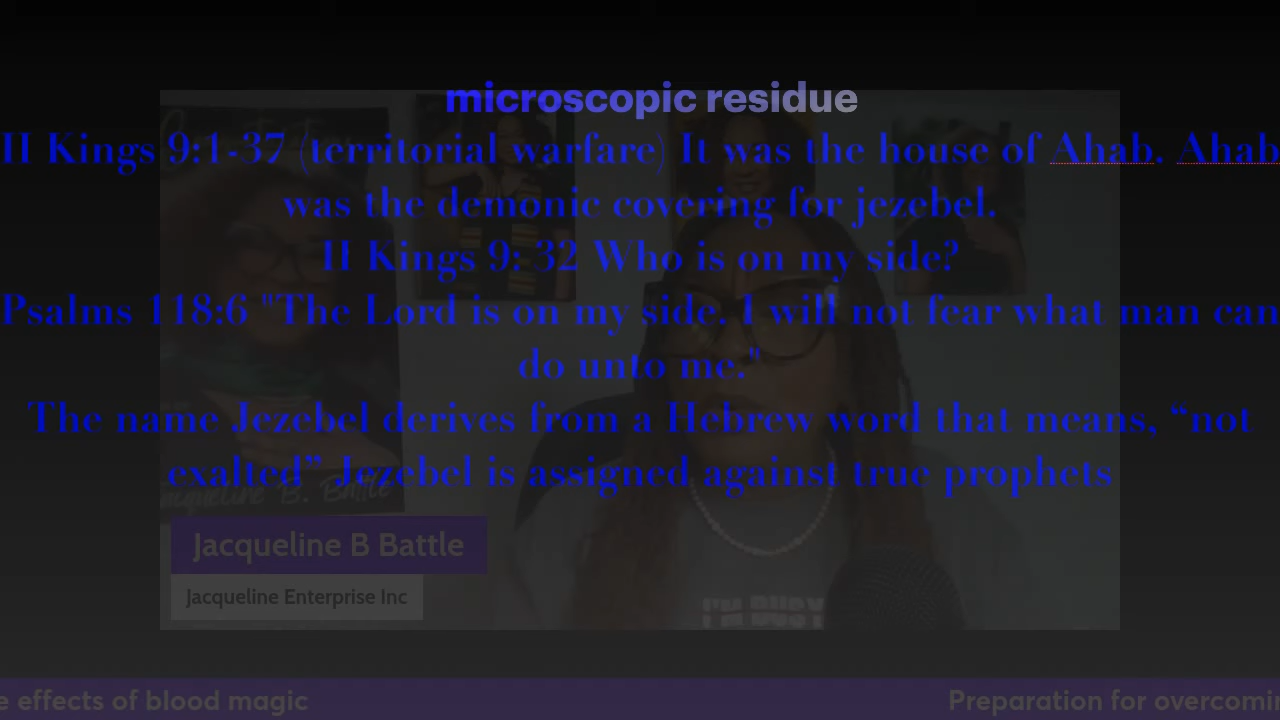 microscopic residue
II Kings 9:1-37 (territorial warfare) It was the house of Ahab. Ahab
was the demonic covering for jezebel.
II Kings 9: 32 Who is on my side?
Psalms 118:6 "The Lord is on my side, I will not fear what man can
do unto me."
The name Jezebel derives from a Hebrew word that means, “not
exalted” Jezebel is assigned against true prophets
Jacqueline B. Battle
Jacqueline B Battle
Jacqueline Enterprise Inc
I'M BUSY
e effects of blood magic
Preparation for overcomi